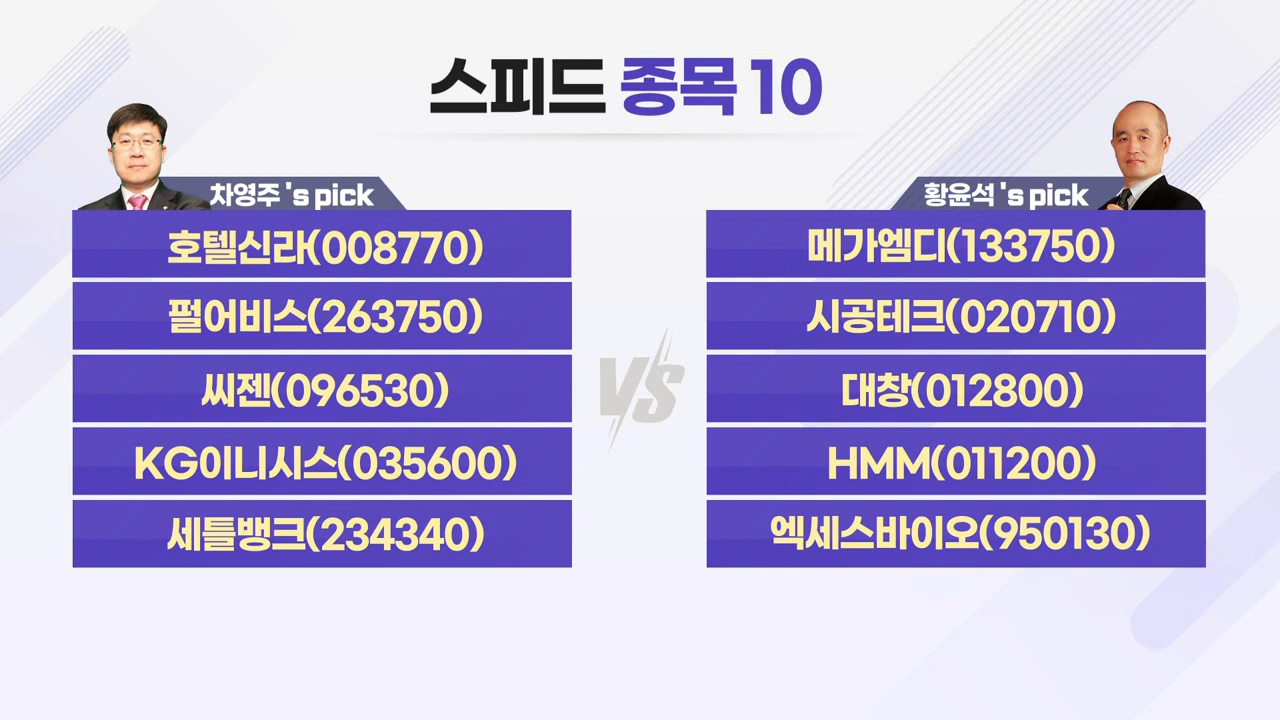 스피드 종목 10
차영주 's pick
호텔신라(008770)
펄어비스(263750)
씨젠(096530)
KG이니시스(035600)
세틀뱅크(234340)
VS
황윤석 's pick
메가엠디(133750)
시공테크(020710)
대창(012800)
HMM(011200)
엑세스바이오(950130)